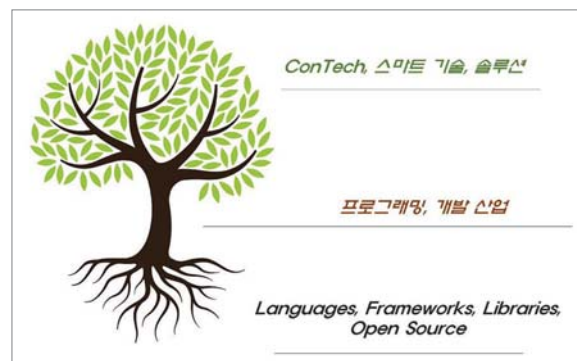 ConTech, 스마트 기술, 솔루션
프로그래밍, 개발 산업
Languages, Frameworks, Libraries,
Open Source